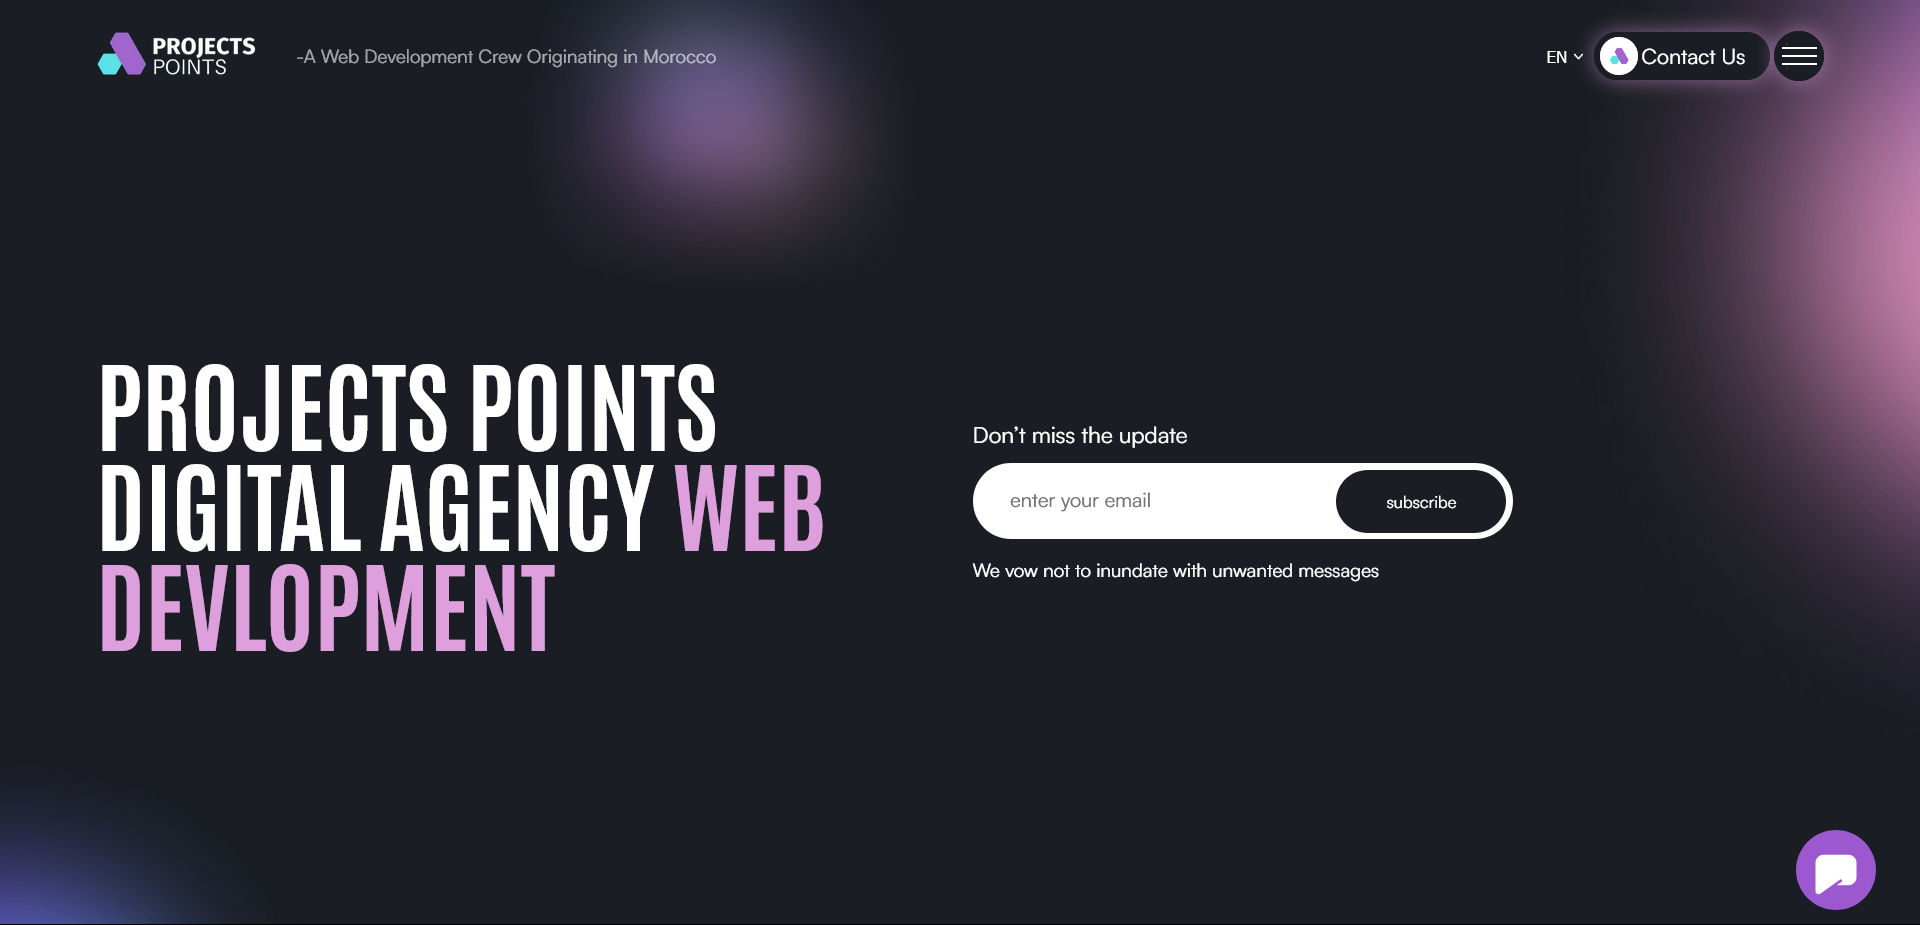 PROJECTS
POINTS
-A Web Development Crew Originating in Morocco
EN
Contact Us
PROJECTS POINTS
DIGITAL AGENCY WEB
DEVLOPMENT
Don’t miss the update
enter your email
subscribe
We vow not to inundate with unwanted messages